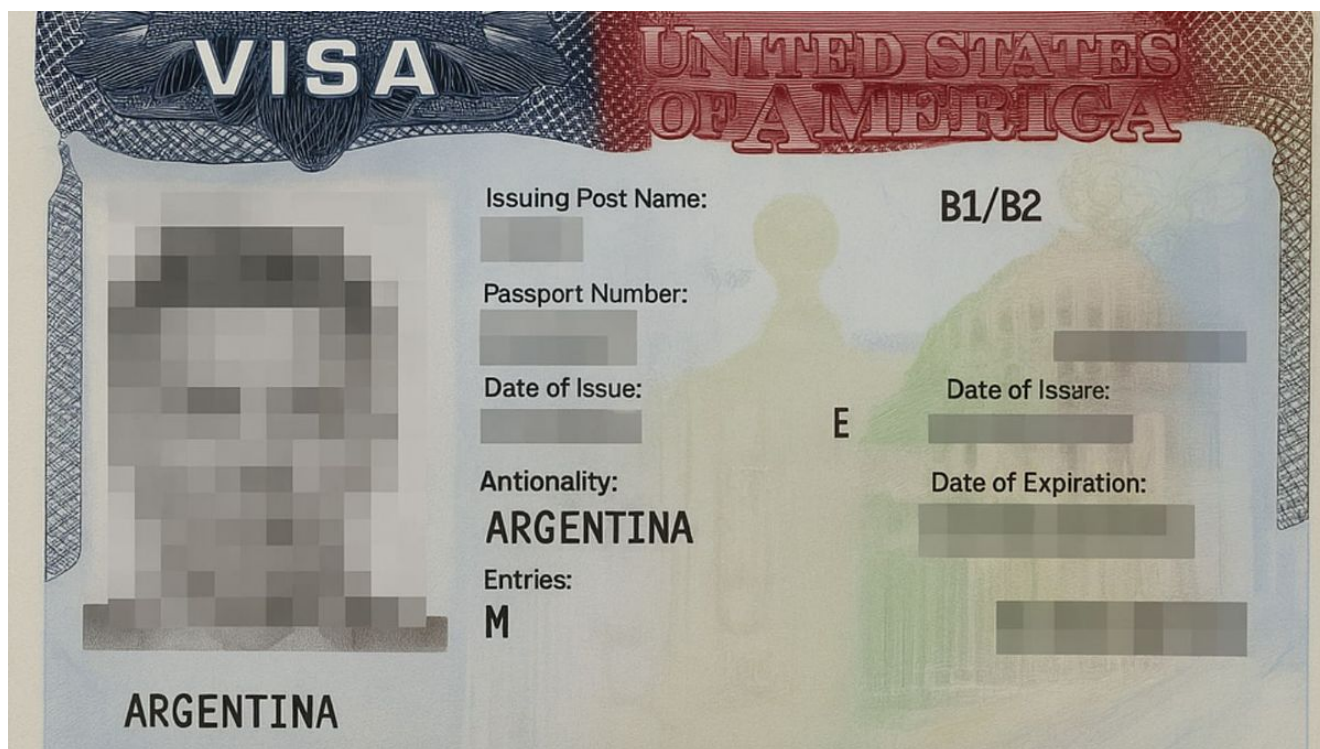 VISA
UNITED STATES
OF AMERICA
Issuing Post Name:
B1/B2
Passport Number:
Date of Issue:
E
Date of Issare:
Antionality:
ARGENTINA
Date of Expiration:
Entries:
M
ARGENTINA